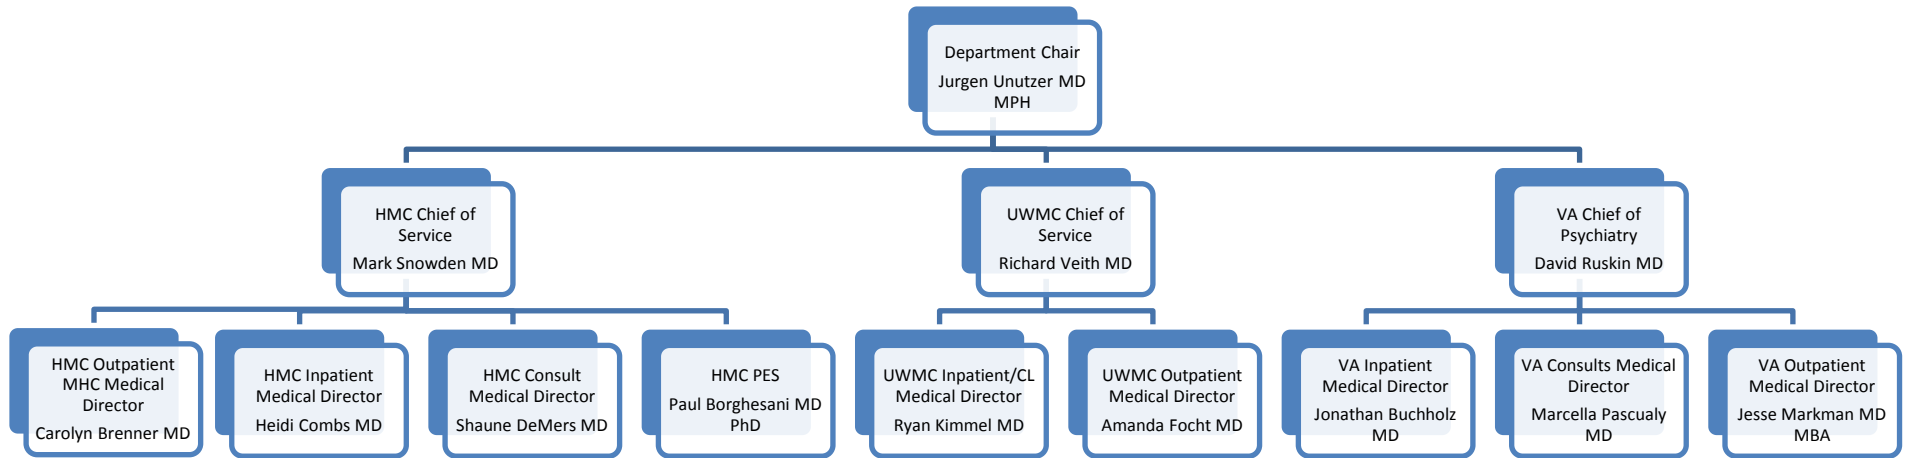 Department Chair
Jurgen Unutzer MD
MPH
HMC Chief of
Service
Mark Snowden MD
UWMC Chief of
Service
Richard Veith MD
VA Chief of
Psychiatry
David Ruskin MD
HMC Outpatient
MHC Medical
Director
Carolyn Brenner MD
HMC Inpatient
Medical Director
Heidi Combs MD
HMC Consult
Medical Director
Shaune DeMers MD
HMC PES
Paul Borghesani MD
PhD
UWMC Inpatient/CL
Medical Director
Ryan Kimmel MD
UWMC Outpatient
Medical Director
Amanda Focht MD
VA Inpatient
Medical Director
Jonathan Buchholz
MD
VA Consults Medical
Director
Marcella Pascualy
MD
VA Outpatient
Medical Director
Jesse Markman MD
MBA